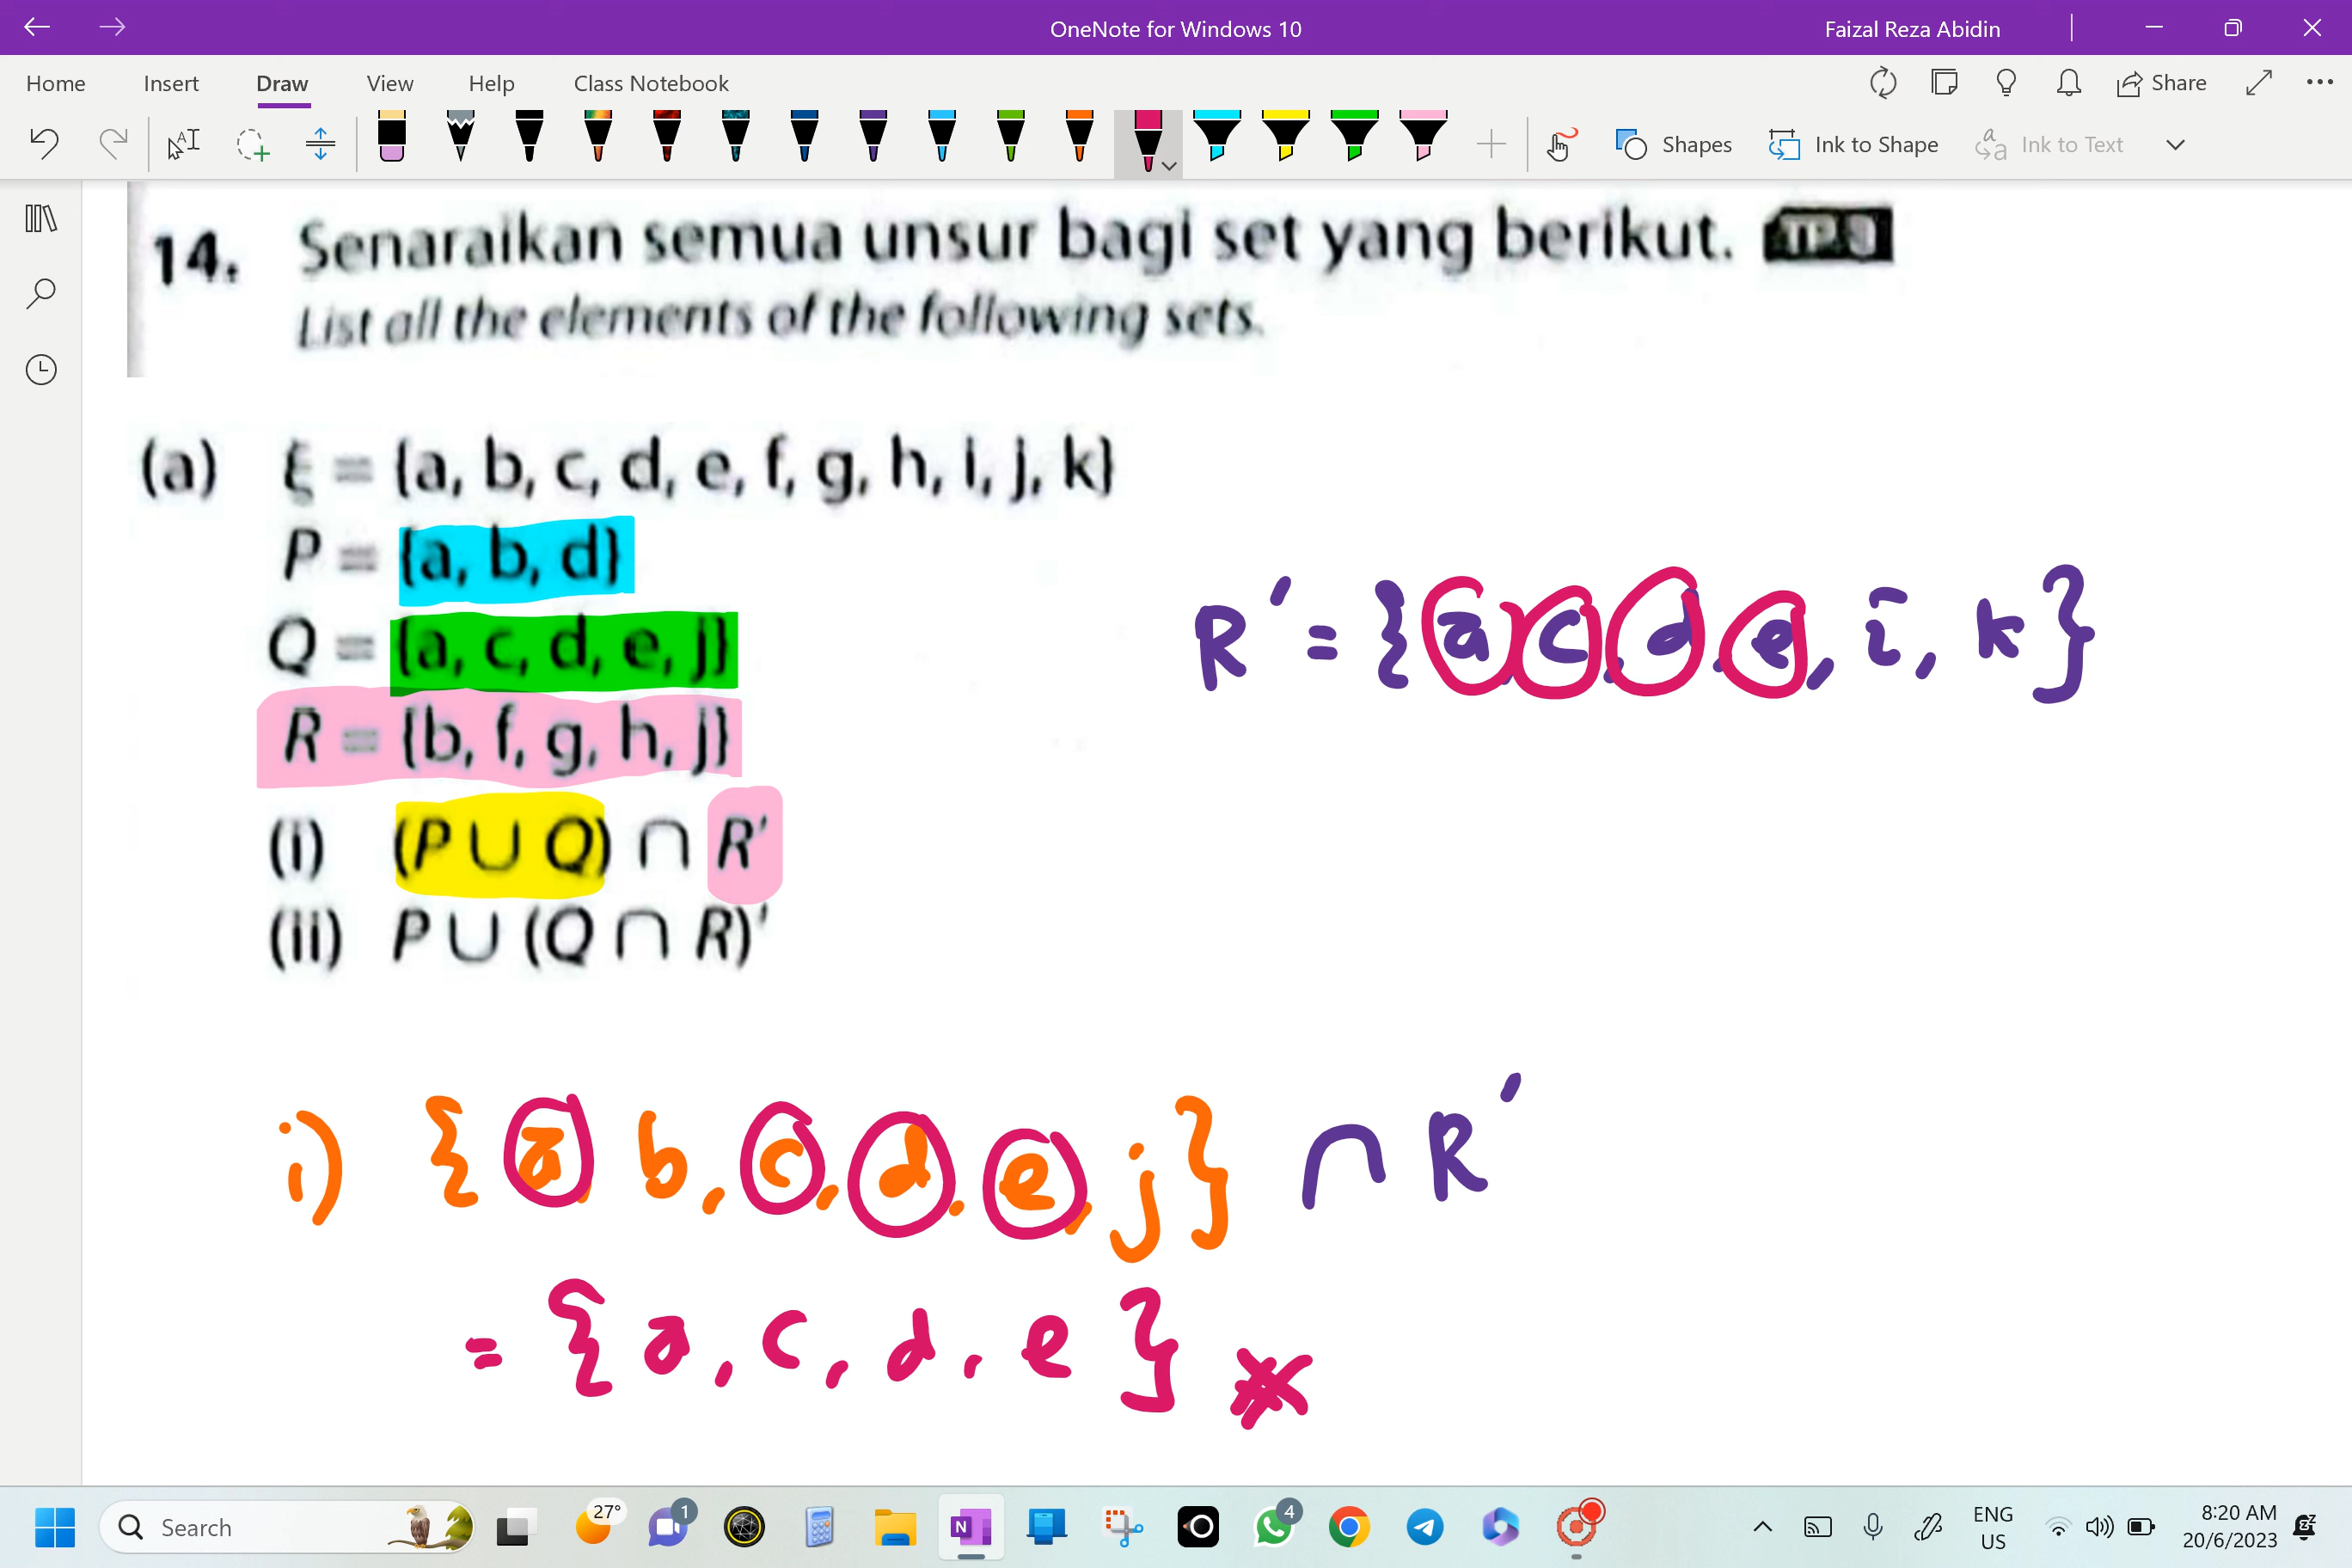 OneNote for Windows 10
Faizal Reza Abidin
Home Insert Draw View Help Class Notebook
Share
Shapes Ink to Shape Ink to Text
14. Senaraikan semua unsur bagi set yang berikut.
List all the elements of the following sets.
(a) ξ = {a, b, c, d, e, f, g, h, i, j, k}
P = {a, b, d}
Q = {a, c, d, e, j}
R = {b, f, g, h, j}
R' = {a, c, d, e, i, k}
(i) (P ∪ Q) ∩ R'
(ii) P ∪ (Q ∩ R)'
i) {a, b, c, d, e, j} ∩ R'
= {a, c, d, e}
Search
27°
1
4
ENG
US
8:20 AM
20/6/2023